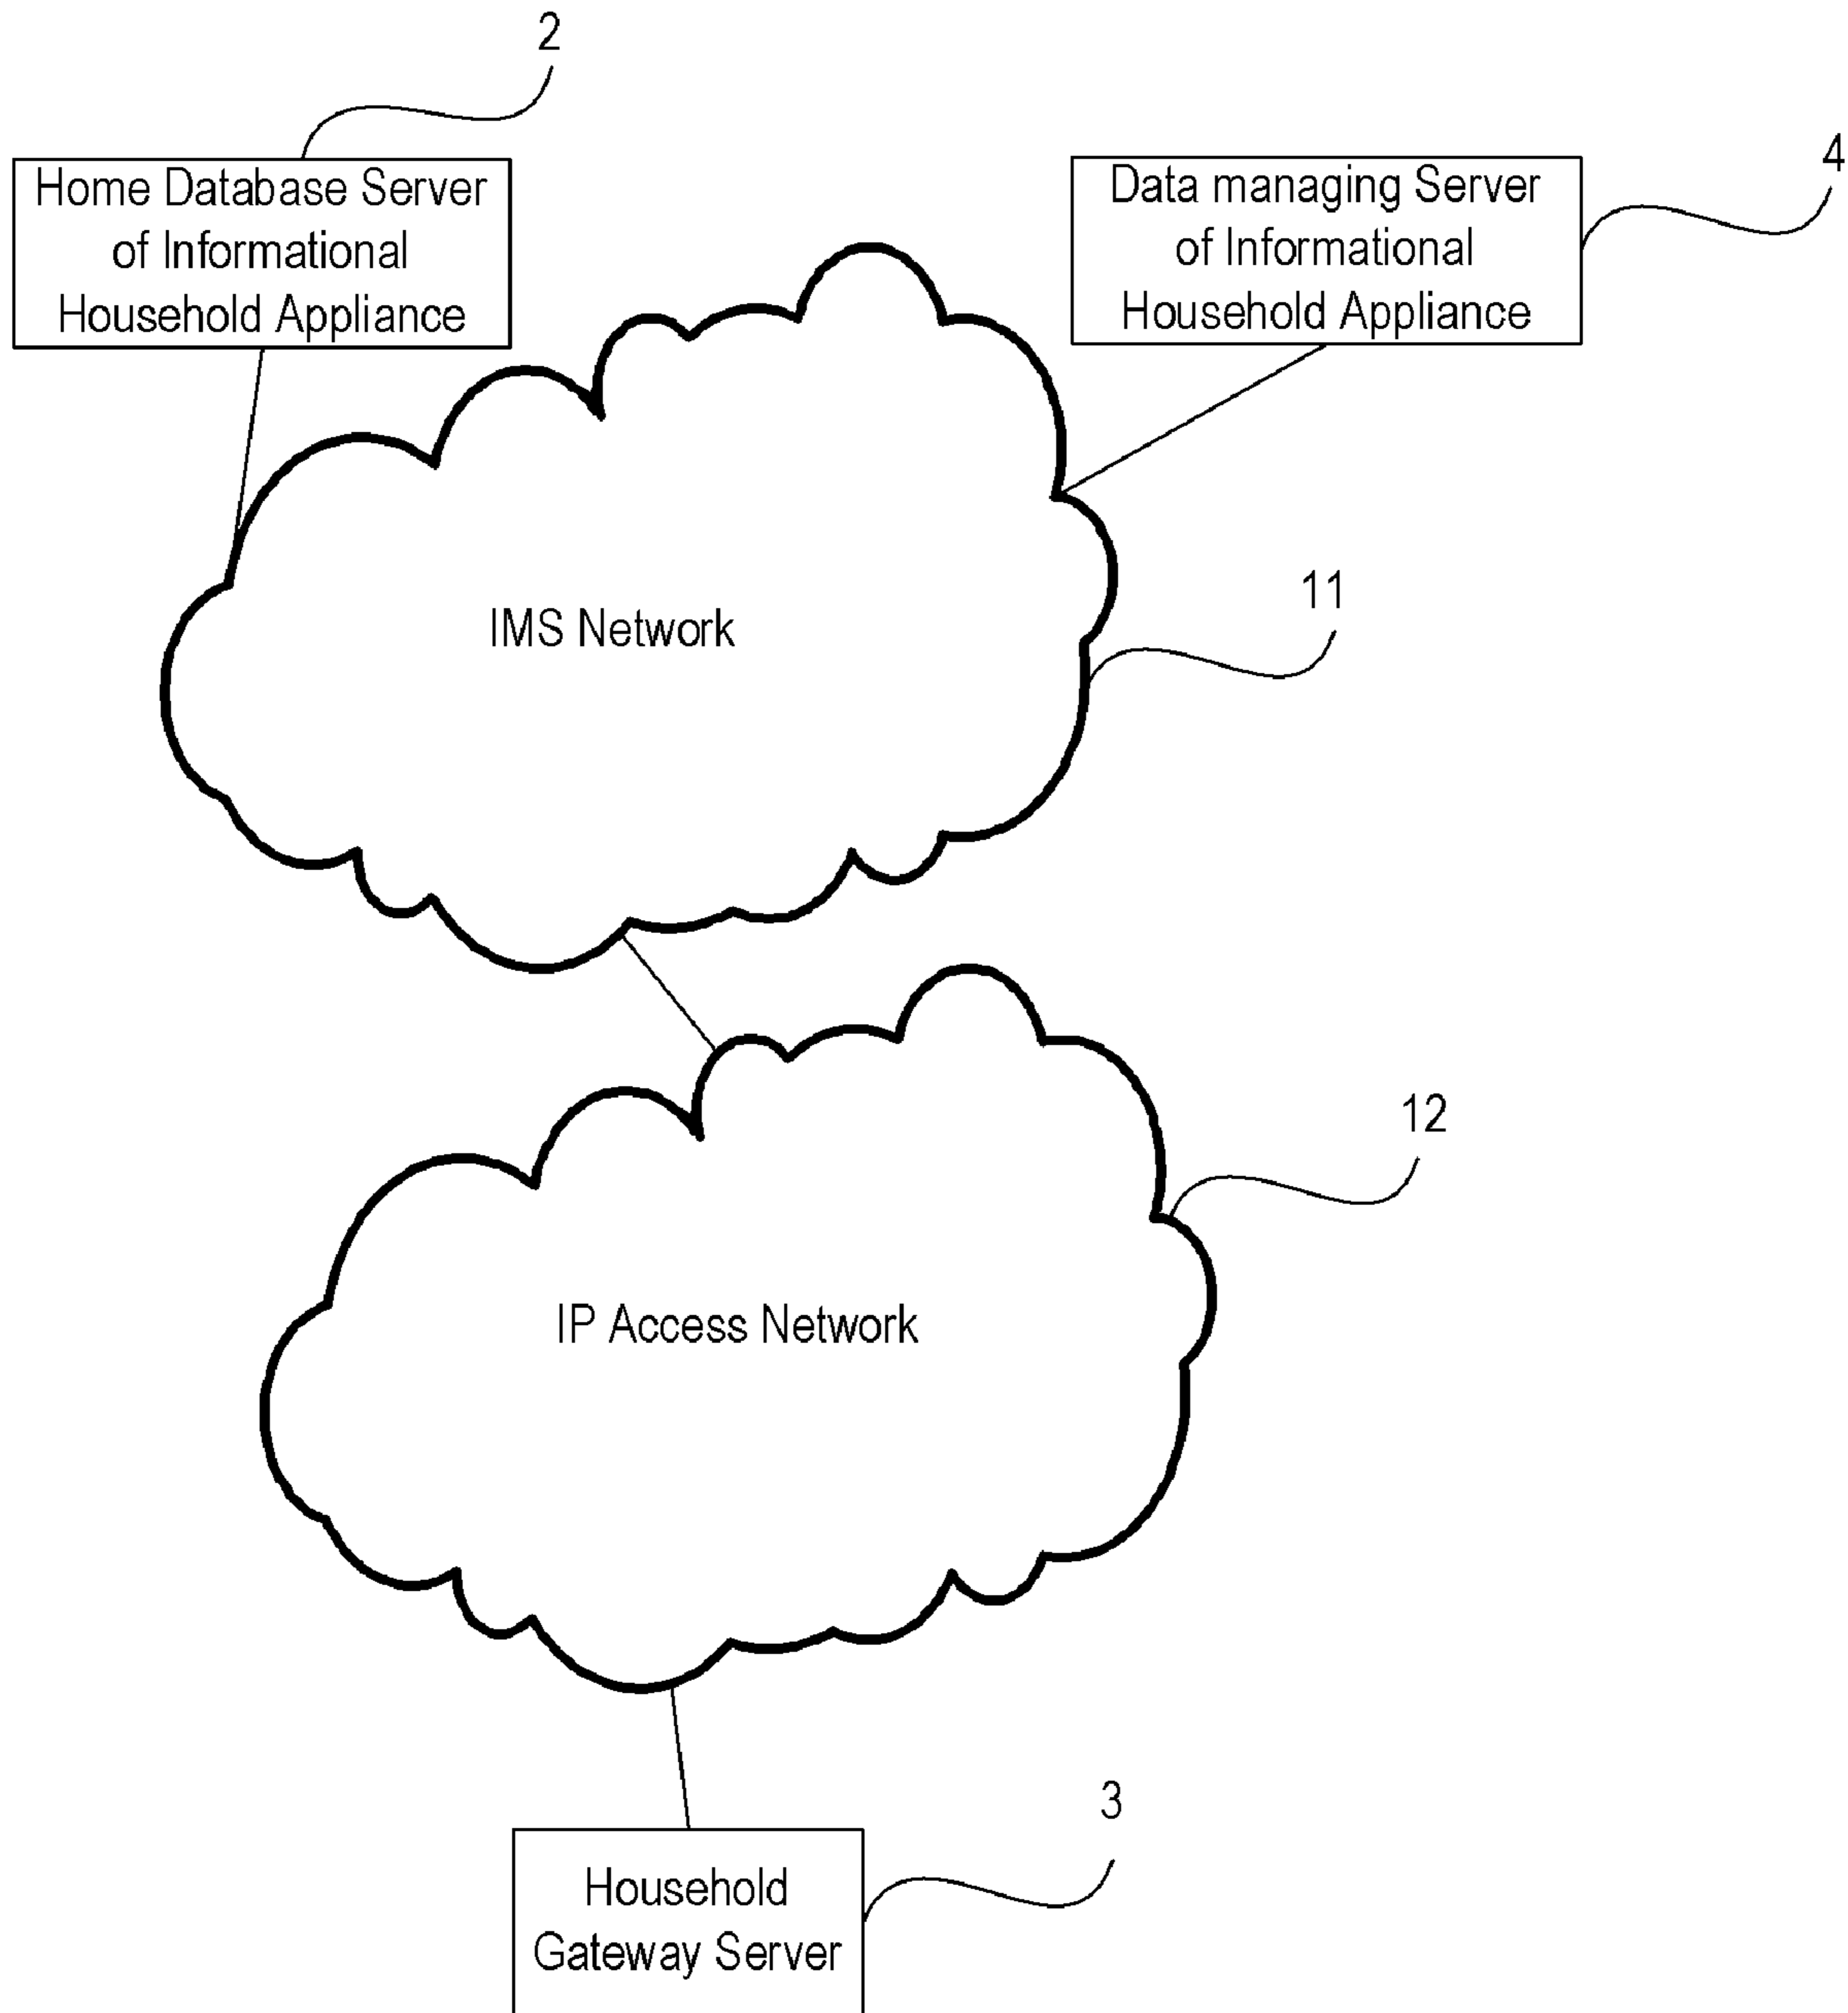 2
4
Home Database Server
of Informational
Household Appliance
Data managing Server
of Informational
Household Appliance
11
IMS Network
12
IP Access Network
3
Household
Gateway Server